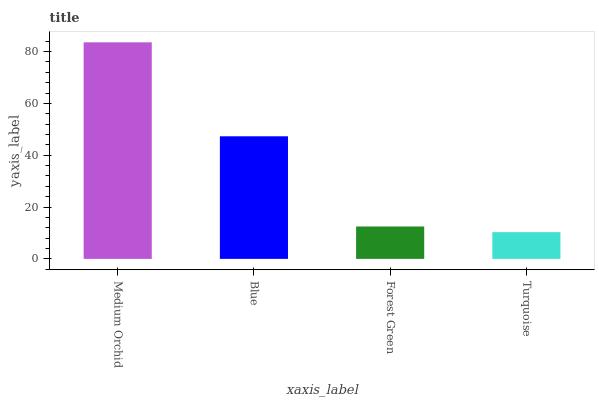 title
80
60
40
20
0
yaxis_label
Medium Orchid
Blue
Forest Green
Turquoise
xaxis_label